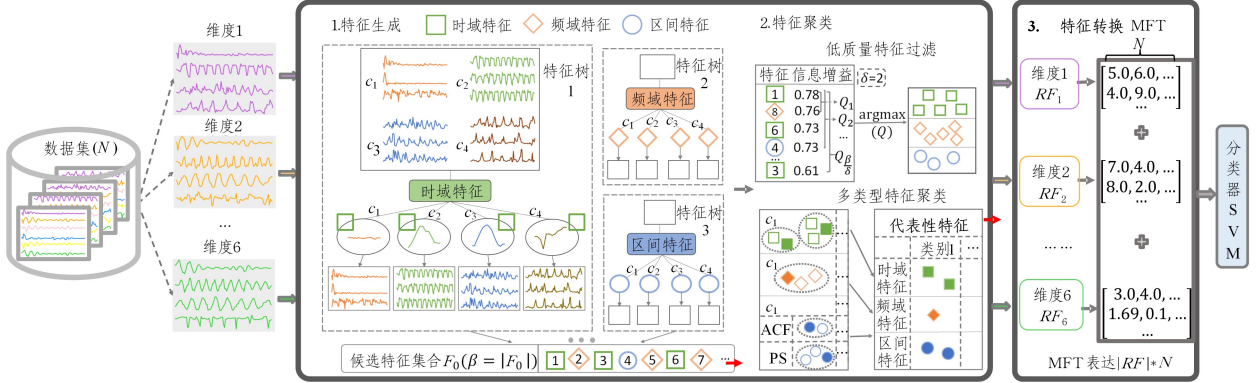 维度1
维度2
...
维度6
数据集(N)
1.特征生成
时域特征
频域特征
区间特征
特征树
1
c1
c2
c3
c4
时域特征
c1
c2
c3
c4
特征树
2
频域特征
c1
c2
c3
c4
特征树
3
区间特征
c1
c2
c3
c4
候选特征集合F0(β = |F0|)
1
2
3
4
5
6
7
...
2.特征聚类
低质量特征过滤
特征 信息增益
δ=2
1 0.78
8 0.76
6 0.73
4 0.73
...
3 0.61
Q1
Q2
...
Qβ/δ
argmax
(Q)
多类型特征聚类
c1
...
c1
...
c1
ACF
...
PS
...
代表性特征
类别1 ...
时域
特征
频域
特征
区间
特征
3. 特征转换 MFT
N
维度1
RF1
[5.0,6.0, ...
4.0, 9.0, ...
...]
维度2
RF2
[7.0,4.0, ...
8.0, 2.0, ...
...]
... ...
维度6
RF6
[3.0,4.0, ...
1.69,0.1, ...
...]
MFT 表达|RF|*N
分
类
器
S
V
M